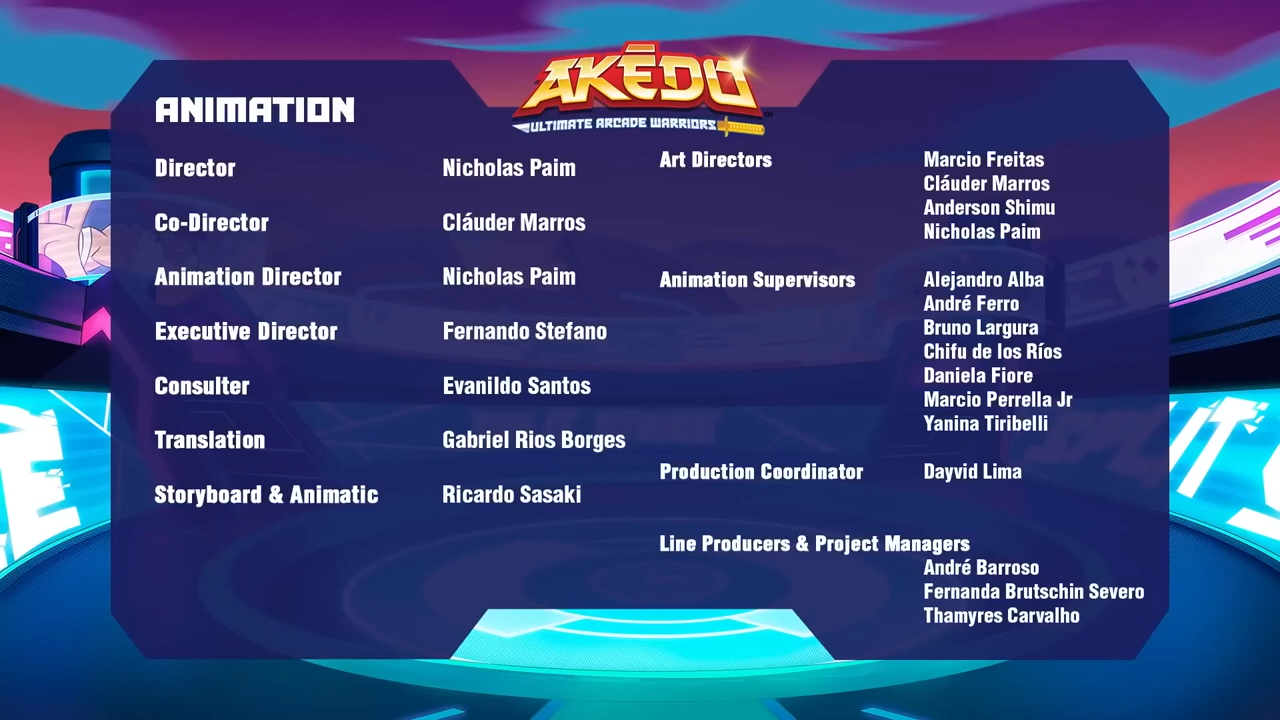 AKĒDO
ULTIMATE ARCADE WARRIORS
ANIMATION
Director Nicholas Paim
Co-Director Cláuder Marros
Animation Director Nicholas Paim
Executive Director Fernando Stefano
Consulter Evanildo Santos
Translation Gabriel Rios Borges
Storyboard & Animatic Ricardo Sasaki
Art Directors Marcio Freitas
Cláuder Marros
Anderson Shimu
Nicholas Paim
Animation Supervisors Alejandro Alba
André Ferro
Bruno Largura
Chifu de los Ríos
Daniela Fiore
Marcio Perrella Jr
Yanina Tiribelli
Production Coordinator Dayvid Lima
Line Producers & Project Managers
André Barroso
Fernanda Brutschin Severo
Thamyres Carvalho